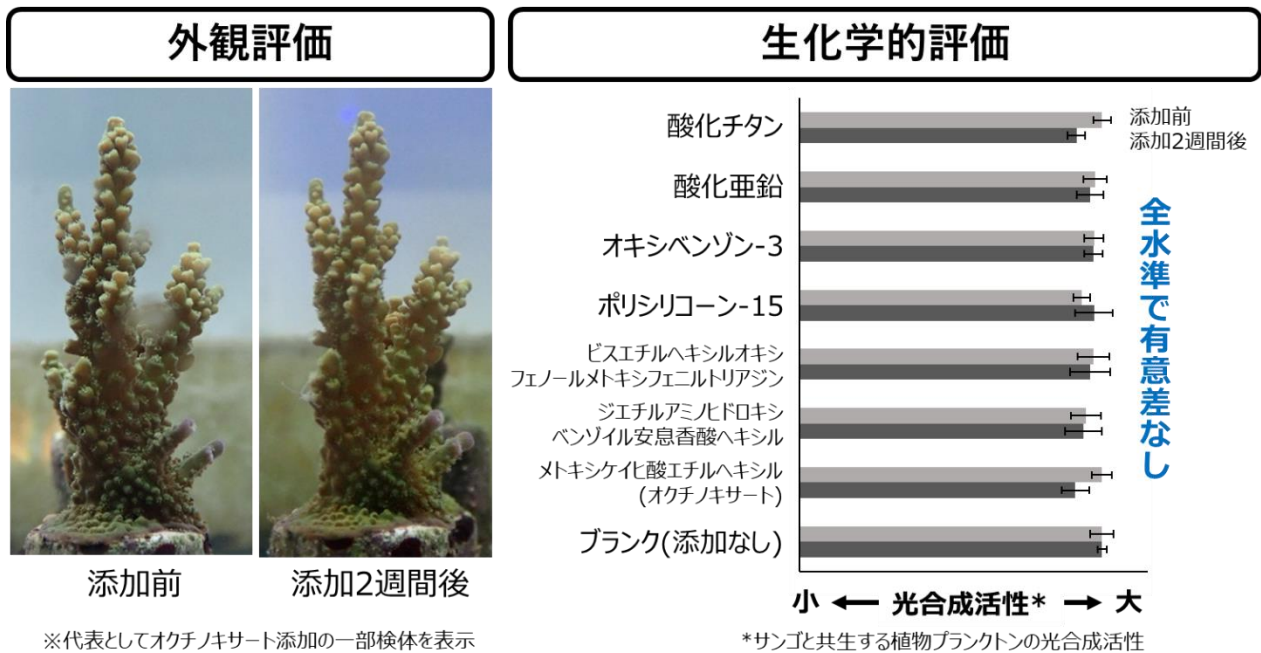 外観評価
添加前
添加2週間後
※代表としてオクチノキサート添加の一部検体を表示
生化学的評価
酸化チタン
酸化亜鉛
オキシベンゾン-3
ポリシリコーン-15
ビスエチルヘキシルオキシ
フェノールメトキシフェニルトリアジン
ジエチルアミノヒドロキシ
ベンゾイル安息香酸ヘキシル
メトキシケイヒ酸エチルヘキシル
(オクチノキサート)
ブランク(添加なし)
添加前
添加2週間後
全水準で有意差なし
小 ← 光合成活性* → 大
*サンゴと共生する植物プランクトンの光合成活性